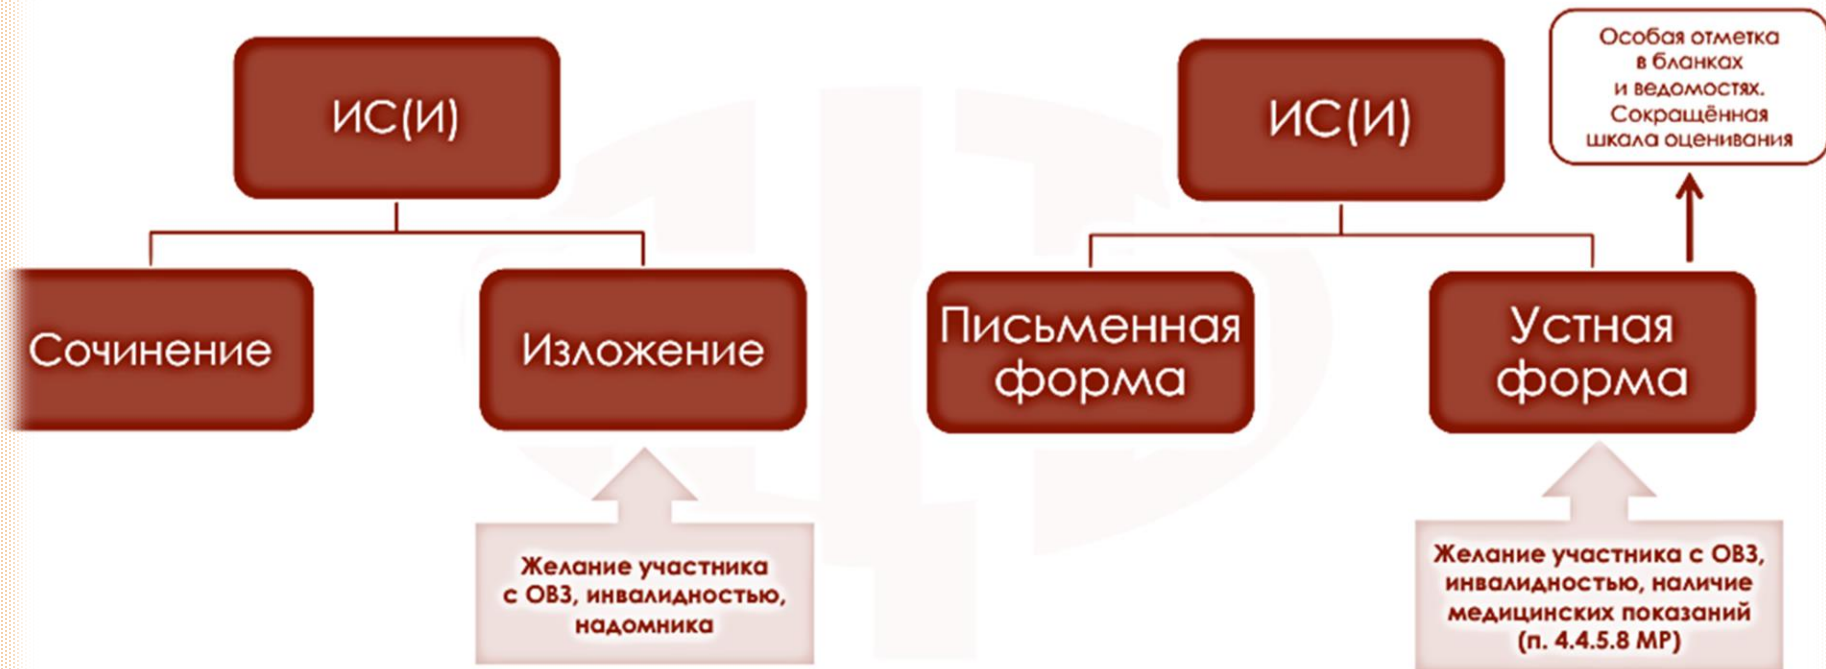 ИС(И)
Сочинение
Изложение
Желание участника
с ОВЗ, инвалидностью,
надомника
ИС(И)
Особая отметка
в бланках
и ведомостях.
Сокращённая
шкала оценивания
Письменная
форма
Устная
форма
Желание участника с ОВЗ,
инвалидностью, наличие
медицинских показаний
(п. 4.4.5.8 МР)